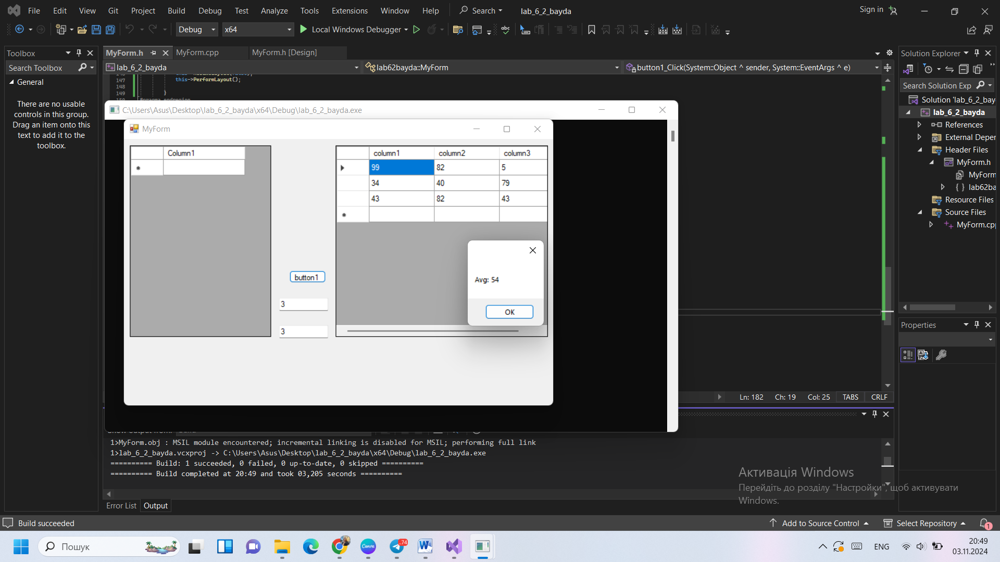 File Edit View Git Project Build Debug Test Analyze Tools Extensions Window Help Search lab_6_2_bayda Sign in
Debug x64 Local Windows Debugger
Toolbox
Search Toolbox
General
There are no usable
controls in this group.
Drag an item onto this
text to add it to the
toolbox.
MyForm.h MyForm.cpp MyForm.h [Design]
lab_6_2_bayda lab62bayda::MyForm button1_Click(System::Object ^ sender, System::EventArgs ^ e)
147 this->PerformLayout();
148
149 }
C:\Users\Asus\Desktop\lab_6_2_bayda\x64\Debug\lab_6_2_bayda.exe
MyForm
Column1
column1 column2 column3
99 82 5
34 40 79
43 82 43
button1
3
3
Avg: 54
OK
Ln: 182 Ch: 19 Col: 25 TABS CRLF
1>MyForm.obj : MSIL module encountered; incremental linking is disabled for MSIL; performing full link
1>lab_6_2_bayda.vcxproj -> C:\Users\Asus\Desktop\lab_6_2_bayda\x64\Debug\lab_6_2_bayda.exe
========== Build: 1 succeeded, 0 failed, 0 up-to-date, 0 skipped ==========
========== Build completed at 20:49 and took 03,205 seconds ==========
Error List Output
Solution Explorer
Search Solution Exp
Solution 'lab_6_2_bay
lab_6_2_bayda
References
External Deper
Header Files
MyForm.h
MyForm
lab62ba
Resource Files
Source Files
MyForm.cp
Properties
Активація Windows
Перейдіть до розділу "Настройки", щоб активувати
Windows.
Build succeeded Add to Source Control Select Repository 1
Пошук 74 Canva ENG 20:49
03.11.2024